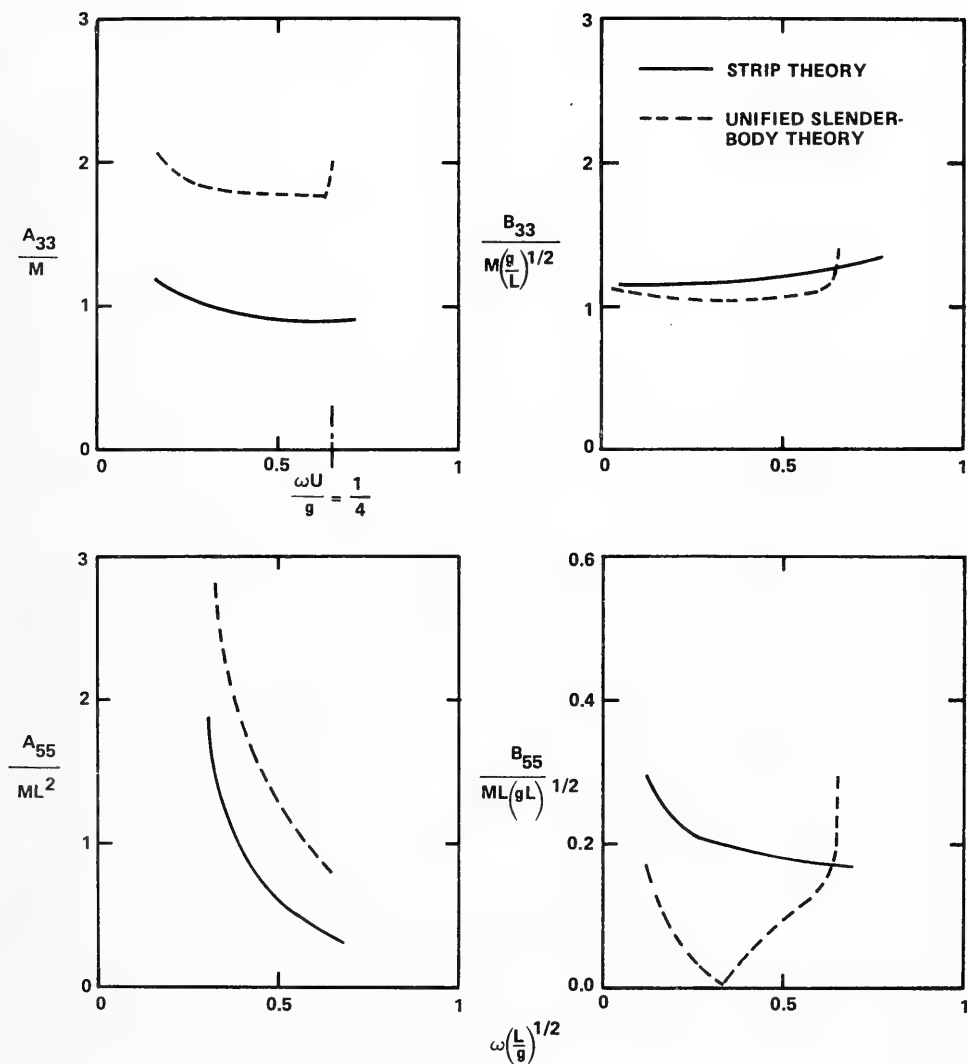 3
2
1
0
A33
M
0
0.5
1
ωU
g
= 1
4
3
2
1
0
B33
M(g
L)1/2
0
0.5
1
STRIP THEORY
UNIFIED SLENDER-
BODY THEORY
3
2
1
0
A55
ML2
0
0.5
1
0.6
0.4
0.2
0.0
B55
ML(gL)1/2
0
0.5
1
ω(L
g)1/2